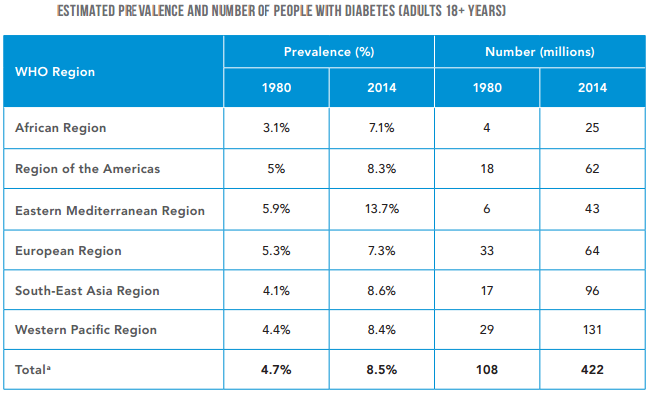 ESTIMATED PREVALENCE AND NUMBER OF PEOPLE WITH DIABETES (ADULTS 18+ YEARS)
WHO Region Prevalence (%) Number (millions)
1980 2014 1980 2014
African Region 3.1% 7.1% 4 25
Region of the Americas 5% 8.3% 18 62
Eastern Mediterranean Region 5.9% 13.7% 6 43
European Region 5.3% 7.3% 33 64
South-East Asia Region 4.1% 8.6% 17 96
Western Pacific Region 4.4% 8.4% 29 131
Totalᵃ 4.7% 8.5% 108 422